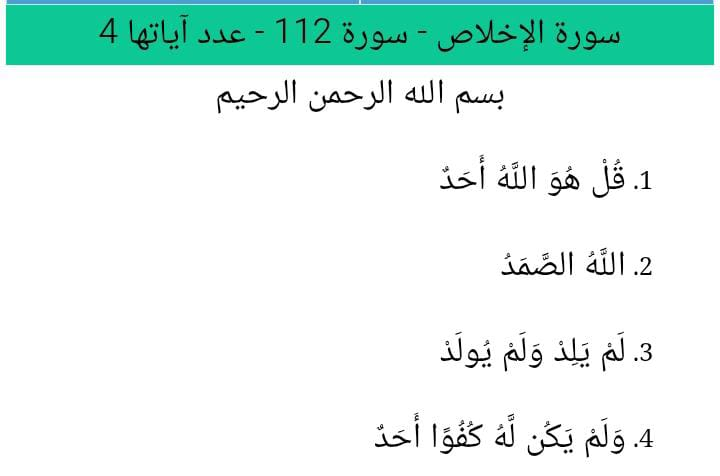 سورة الإخلاص - سورة 112 - عدد آياتها 4
بسم الله الرحمن الرحيم
1. قُلْ هُوَ اللَّهُ أَحَدٌ
2. اللَّهُ الصَّمَدُ
3. لَمْ يَلِدْ وَلَمْ يُولَدْ
4. وَلَمْ يَكُن لَّهُ كُفُوًا أَحَدٌ